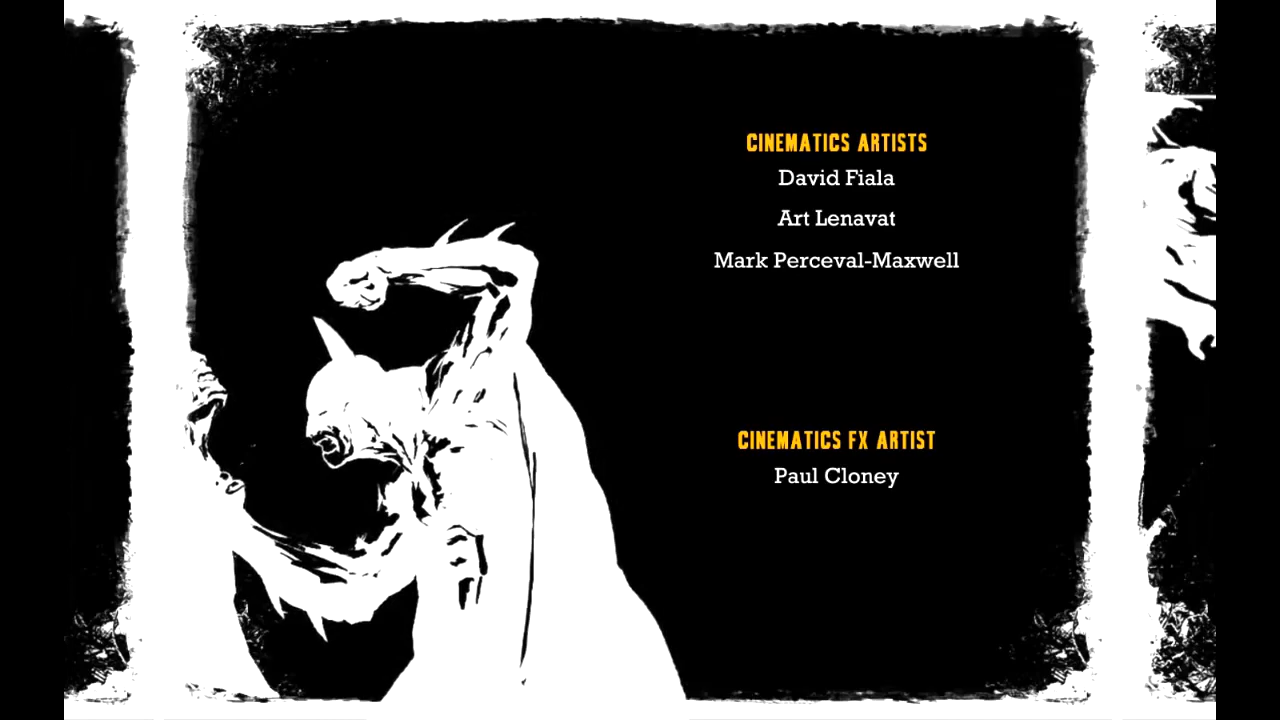 CINEMATICS ARTISTS
David Fiala
Art Lenavat
Mark Perceval-Maxwell
CINEMATICS FX ARTIST
Paul Cloney